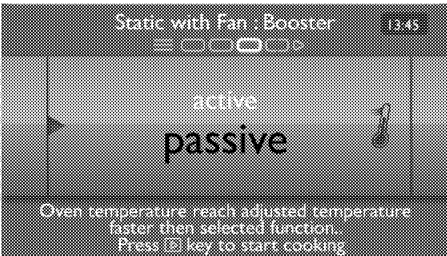 Static with Fan : Booster
13:45
active
passive
Oven temperature reach adjusted temperature
faster then selected function..
Press key to start cooking